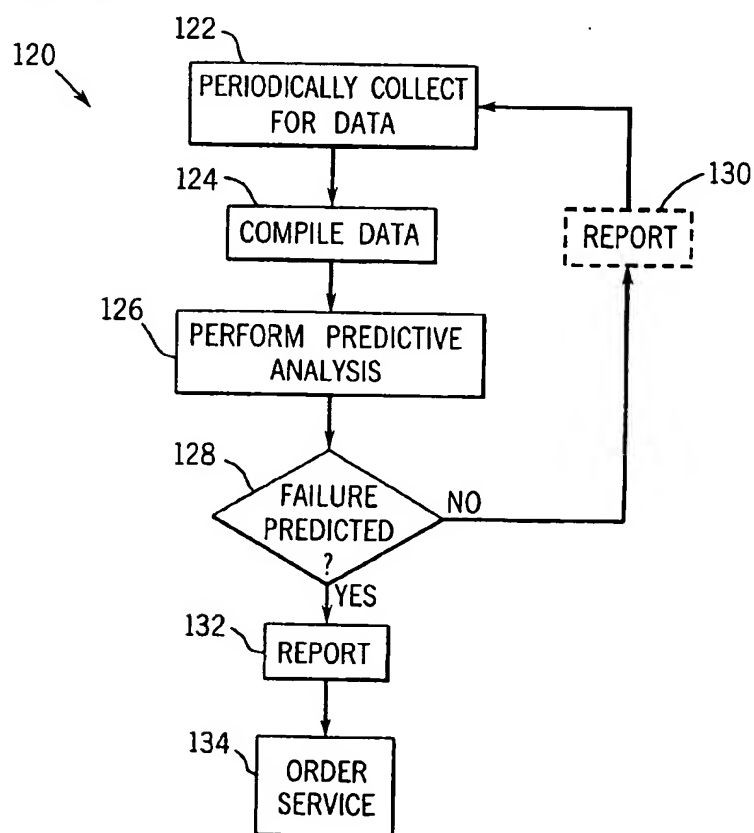 122
120
PERIODICALLY COLLECT
FOR DATA
124
130
COMPILE DATA
REPORT
126
PERFORM PREDICTIVE
ANALYSIS
128
FAILURE
PREDICTED
?
NO
YES
132
REPORT
134
ORDER
SERVICE